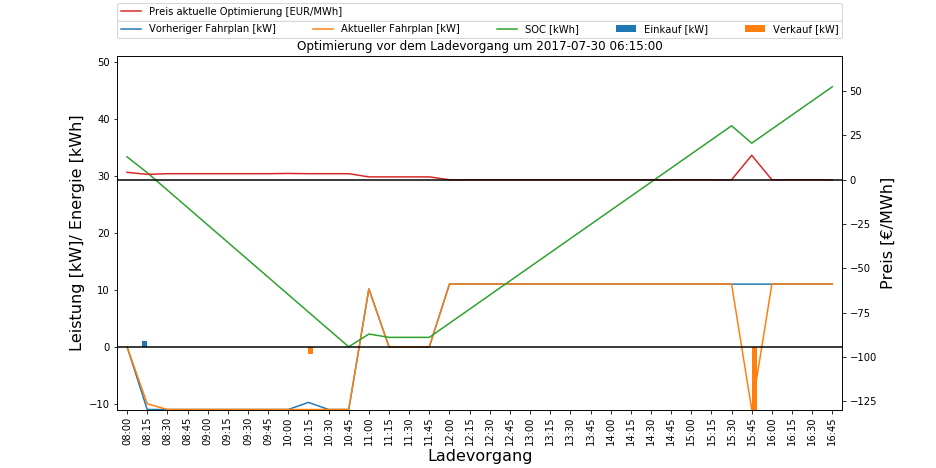 Preis aktuelle Optimierung [EUR/MWh]
Vorheriger Fahrplan [kW] Aktueller Fahrplan [kW] SOC [kWh] Einkauf [kW] Verkauf [kW]
Optimierung vor dem Ladevorgang um 2017-07-30 06:15:00
Leistung [kW]/ Energie [kWh]
50
40
30
20
10
0
−10
50
25
0
−25
−50
−75
−100
−125
Preis [€/MWh]
08:00 08:15 08:30 08:45 09:00 09:15 09:30 09:45 10:00 10:15 10:30 10:45 11:00 11:15 11:30 11:45 12:00 12:15 12:30 12:45 13:00 13:15 13:30 13:45 14:00 14:15 14:30 14:45 15:00 15:15 15:30 15:45 16:00 16:15 16:30 16:45
Ladevorgang